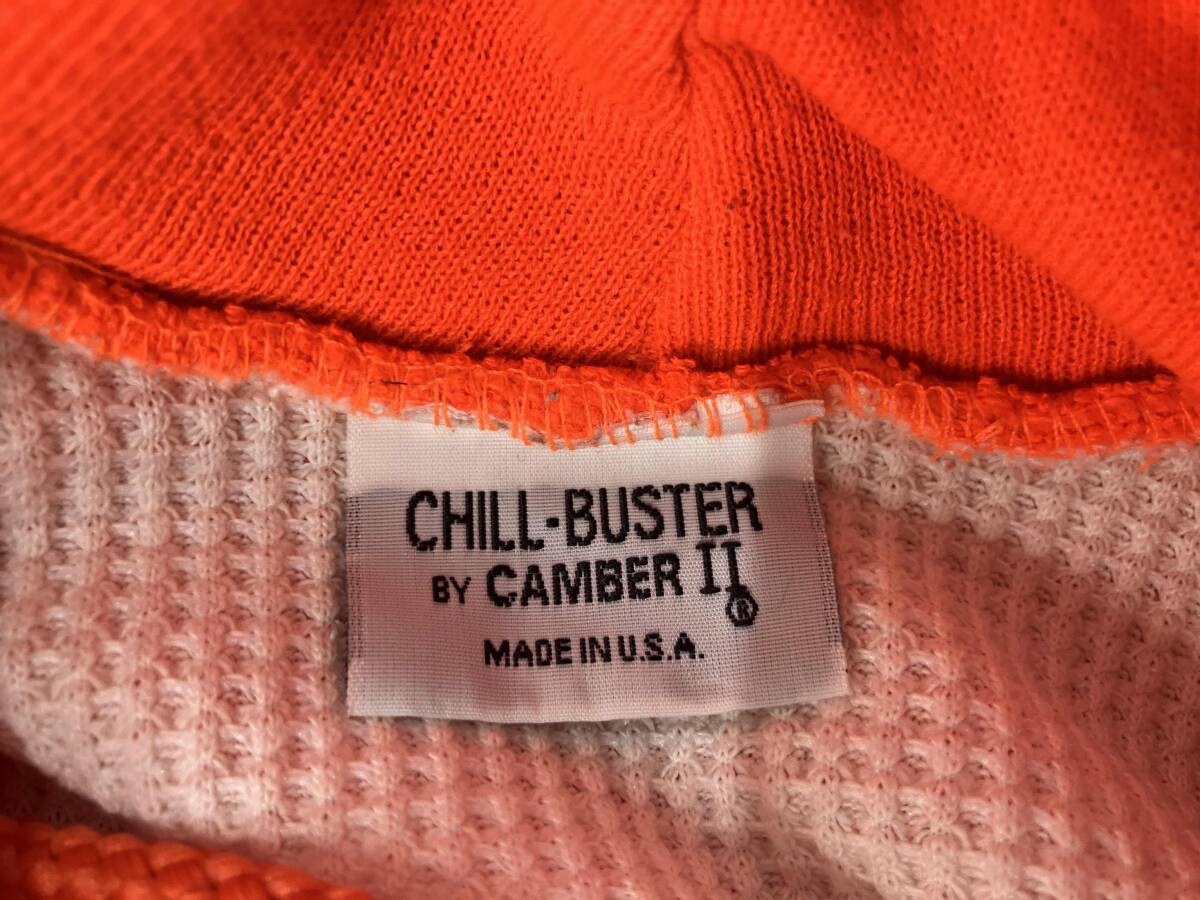 CHILL-BUSTER
BY CAMBER II®
MADE IN U.S.A.